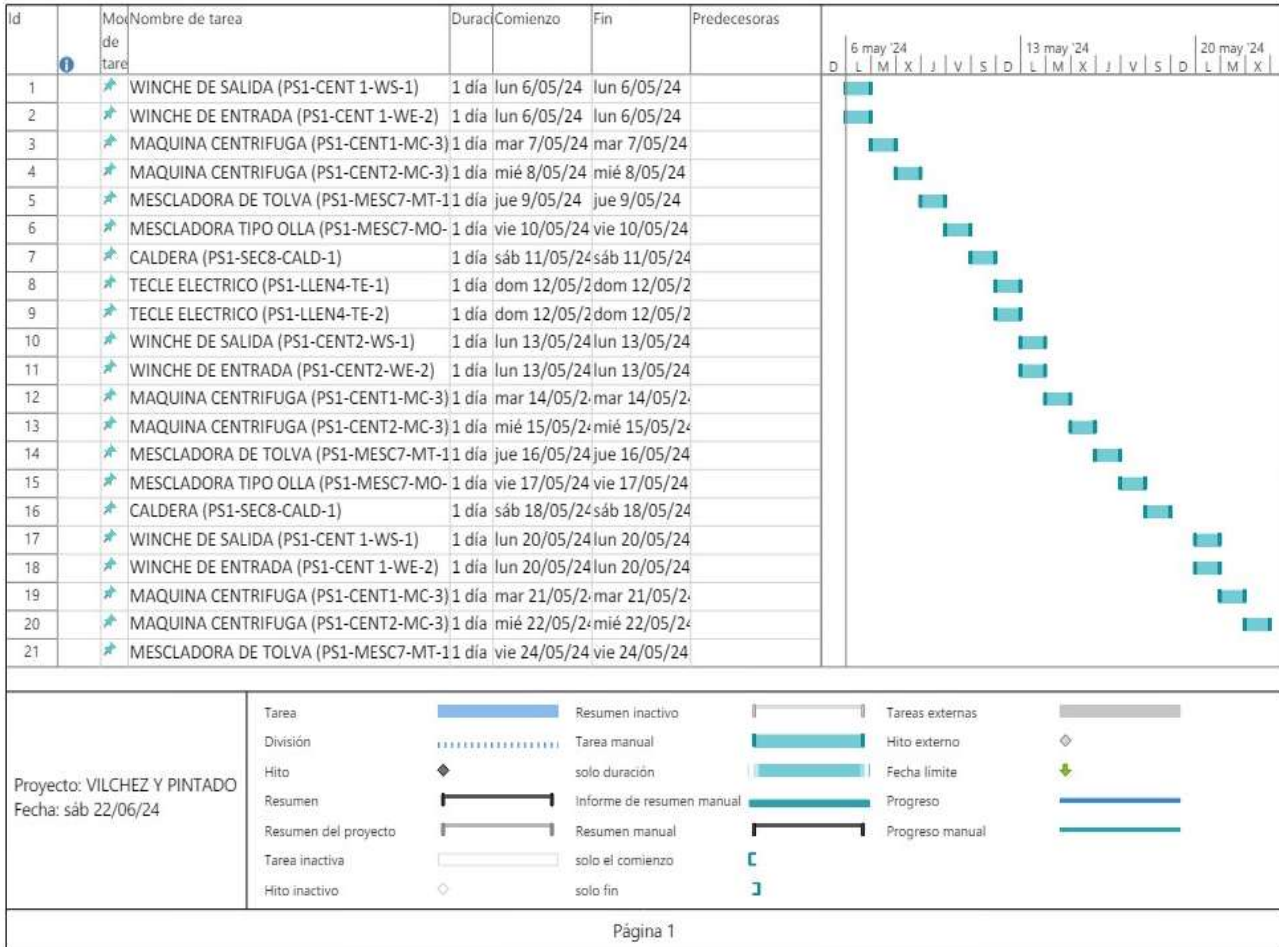 Id Modo de tarea Nombre de tarea Duraci Comienzo Fin Predecesoras
6 may '24 13 may '24 20 may '24
D L M X J V S D L M X J V S D L M X
1 WINCHE DE SALIDA (PS1-CENT 1-WS-1) 1 día lun 6/05/24 lun 6/05/24
2 WINCHE DE ENTRADA (PS1-CENT 1-WE-2) 1 día lun 6/05/24 lun 6/05/24
3 MAQUINA CENTRIFUGA (PS1-CENT1-MC-3) 1 día mar 7/05/24 mar 7/05/24
4 MAQUINA CENTRIFUGA (PS1-CENT2-MC-3) 1 día mié 8/05/24 mié 8/05/24
5 MESCLADORA DE TOLVA (PS1-MESC7-MT-1 1 día jue 9/05/24 jue 9/05/24
6 MESCLADORA TIPO OLLA (PS1-MESC7-MO- 1 día vie 10/05/24 vie 10/05/24
7 CALDERA (PS1-SEC8-CALD-1) 1 día sáb 11/05/24 sáb 11/05/24
8 TECLE ELECTRICO (PS1-LLEN4-TE-1) 1 día dom 12/05/2 dom 12/05/2
9 TECLE ELECTRICO (PS1-LLEN4-TE-2) 1 día dom 12/05/2 dom 12/05/2
10 WINCHE DE SALIDA (PS1-CENT2-WS-1) 1 día lun 13/05/24 lun 13/05/24
11 WINCHE DE ENTRADA (PS1-CENT2-WE-2) 1 día lun 13/05/24 lun 13/05/24
12 MAQUINA CENTRIFUGA (PS1-CENT1-MC-3) 1 día mar 14/05/2 mar 14/05/2
13 MAQUINA CENTRIFUGA (PS1-CENT2-MC-3) 1 día mié 15/05/24 mié 15/05/24
14 MESCLADORA DE TOLVA (PS1-MESC7-MT-1 1 día jue 16/05/24 jue 16/05/24
15 MESCLADORA TIPO OLLA (PS1-MESC7-MO- 1 día vie 17/05/24 vie 17/05/24
16 CALDERA (PS1-SEC8-CALD-1) 1 día sáb 18/05/24 sáb 18/05/24
17 WINCHE DE SALIDA (PS1-CENT 1-WS-1) 1 día lun 20/05/24 lun 20/05/24
18 WINCHE DE ENTRADA (PS1-CENT 1-WE-2) 1 día lun 20/05/24 lun 20/05/24
19 MAQUINA CENTRIFUGA (PS1-CENT1-MC-3) 1 día mar 21/05/2 mar 21/05/2
20 MAQUINA CENTRIFUGA (PS1-CENT2-MC-3) 1 día mié 22/05/24 mié 22/05/24
21 MESCLADORA DE TOLVA (PS1-MESC7-MT-1 1 día vie 24/05/24 vie 24/05/24
Proyecto: VILCHEZ Y PINTADO
Fecha: sáb 22/06/24
Tarea Resumen inactivo Tareas externas
División Tarea manual Hito externo
Hito solo duración Fecha límite
Resumen Informe de resumen manual Progreso
Resumen del proyecto Resumen manual Progreso manual
Tarea inactiva solo el comienzo
Hito inactivo solo fin
Página 1